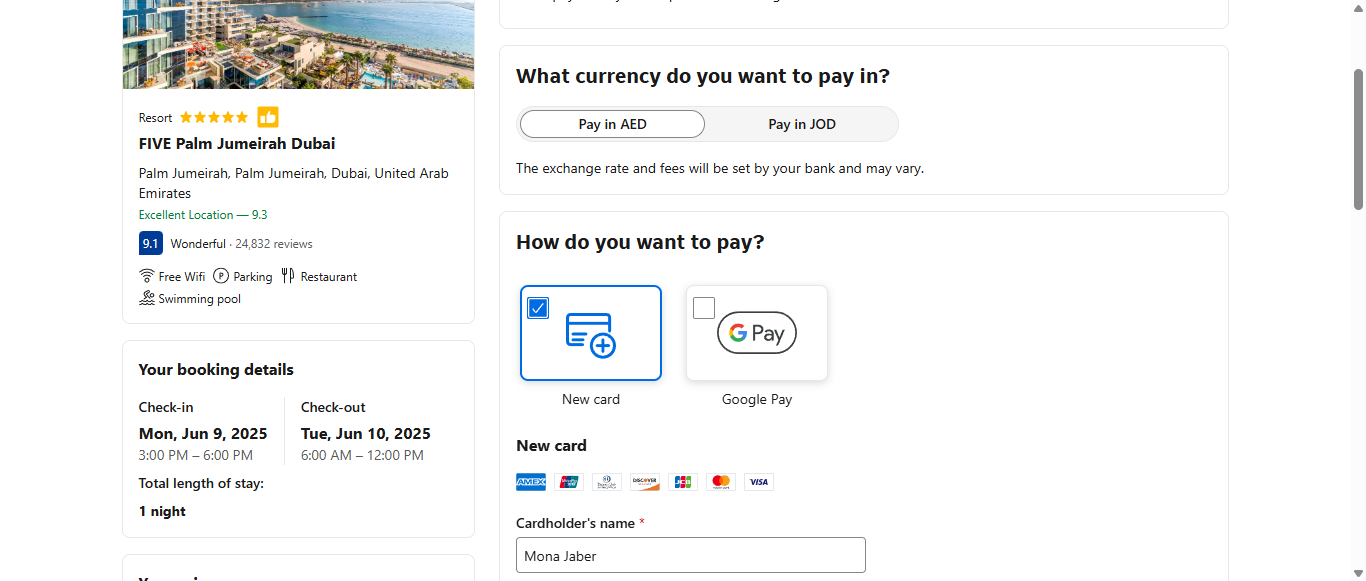 Resort
FIVE Palm Jumeirah Dubai
Palm Jumeirah, Palm Jumeirah, Dubai, United Arab
Emirates
Excellent Location — 9.3
9.1 Wonderful · 24,832 reviews
Free Wifi P Parking Restaurant
Swimming pool
Your booking details
Check-in
Mon, Jun 9, 2025
3:00 PM – 6:00 PM
Check-out
Tue, Jun 10, 2025
6:00 AM – 12:00 PM
Total length of stay:
1 night
What currency do you want to pay in?
Pay in AED
Pay in JOD
The exchange rate and fees will be set by your bank and may vary.
How do you want to pay?
New card
G Pay
Google Pay
New card
AMEX DISCOVER JCB VISA
Cardholder's name *
Mona Jaber